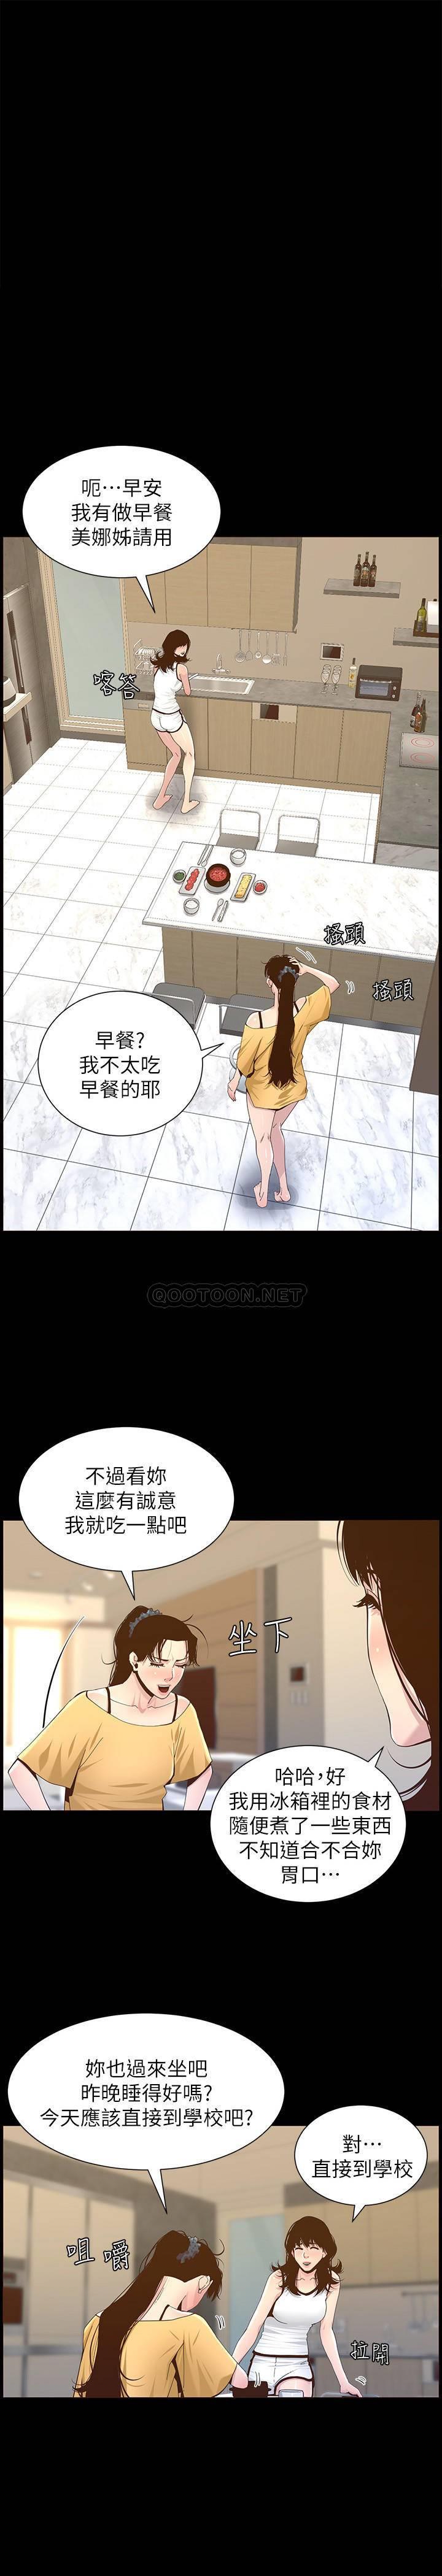 呃…早安
我有做早餐
美娜姊請用
喀答
搔頭
搔頭
早餐?
我不太吃
早餐的耶
QOOTOON.NET
不過看妳
這麼有誠意
我就吃一點吧
坐下
哈哈，好
我用冰箱裡的食材
隨便煮了一些東西
不知道合不合妳
胃口…
妳也過來坐吧
昨晚睡得好嗎?
今天應該直接到學校吧?
對…
直接到學校
咀嚼
拉開